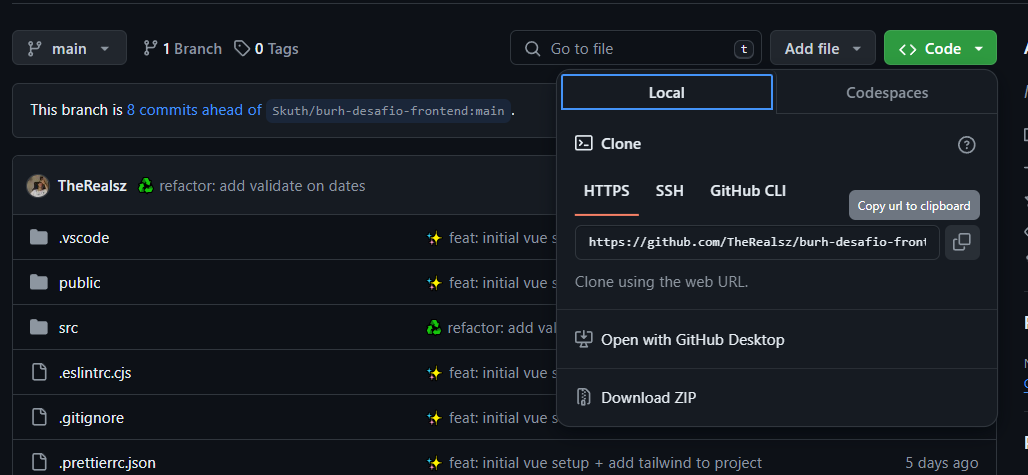 main
1 Branch
0 Tags
Go to file
t
Add file
Code
This branch is 8 commits ahead of Skuth/burh-desafio-frontend:main .
Local
Codespaces
Clone
HTTPS
SSH
GitHub CLI
Copy url to clipboard
https://github.com/TheRealsz/burh-desafio-front
Clone using the web URL.
Open with GitHub Desktop
Download ZIP
TheRealsz refactor: add validate on dates
.vscode feat: initial vue s
public feat: initial vue s
src refactor: add val
.eslintrc.cjs feat: initial vue s
.gitignore feat: initial vue s
.prettierrc.json feat: initial vue setup + add tailwind to project 5 days ago